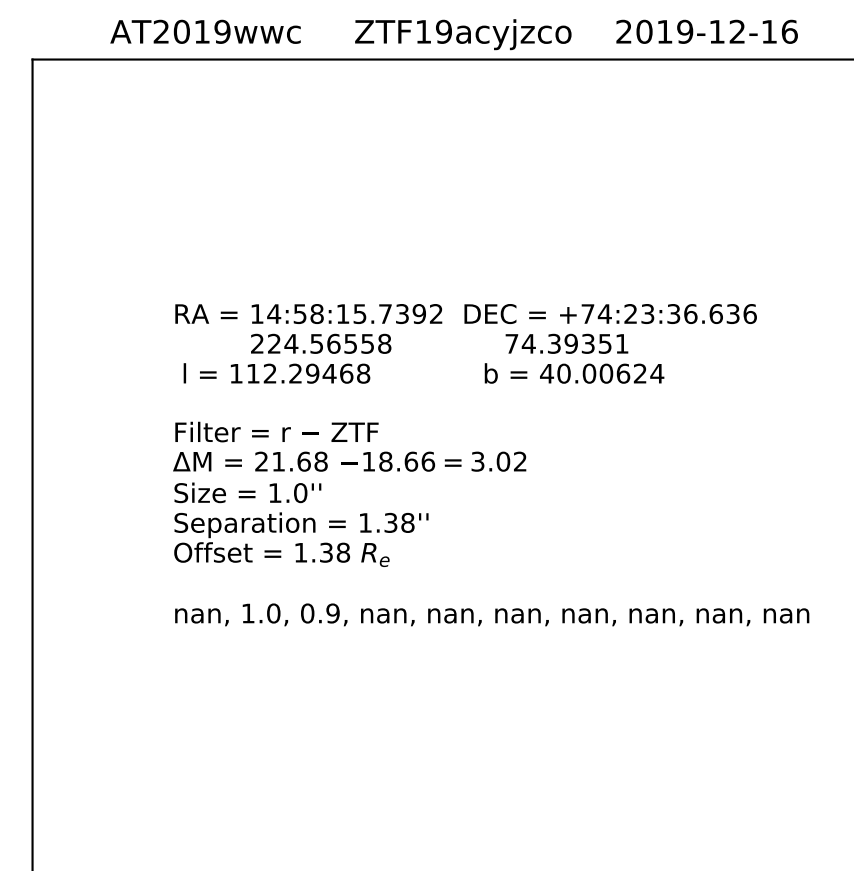 AT2019wwc ZTF19acyjzco 2019-12-16
RA = 14:58:15.7392 DEC = +74:23:36.636
224.56558 74.39351
l = 112.29468 b = 40.00624
Filter = r − ZTF
ΔM = 21.68 −18.66 = 3.02
Size = 1.0''
Separation = 1.38''
Offset = 1.38 Rₑ
nan, 1.0, 0.9, nan, nan, nan, nan, nan, nan, nan